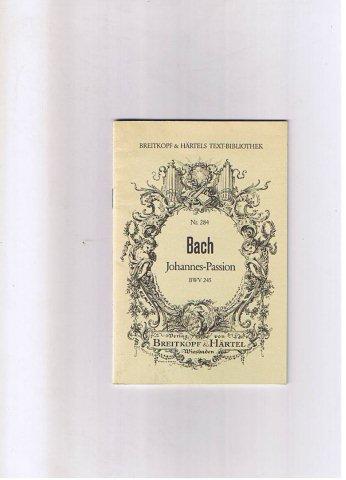 BREITKOPF & HÄRTELS TEXT-BIBLIOTHEK
Nr. 284
Bach
Johannes-Passion
BWV 245
Verlag von
BREITKOPF & HÄRTEL
Wiesbaden